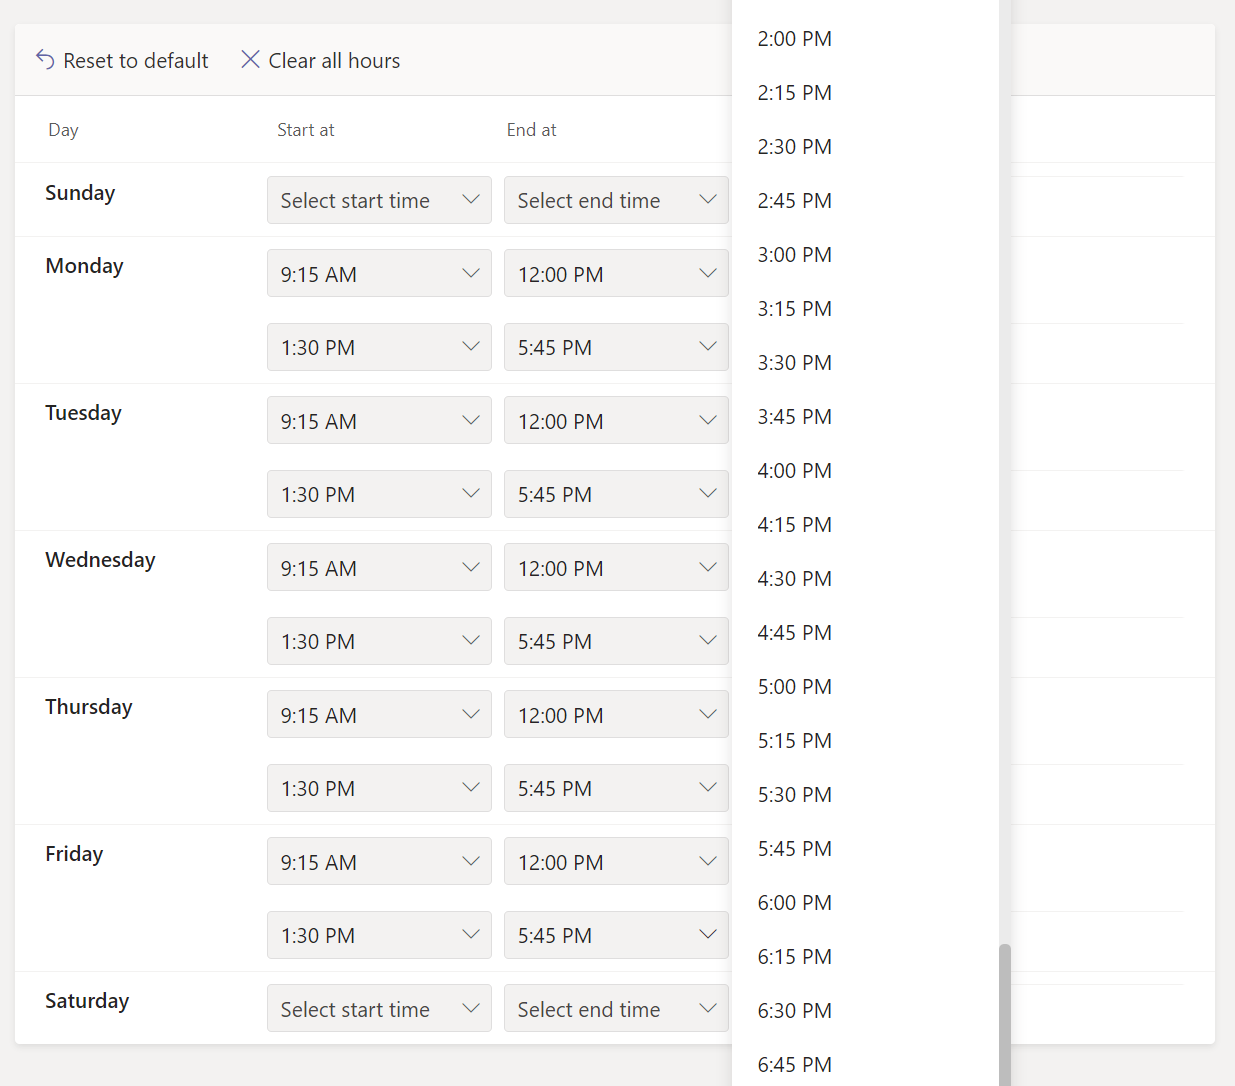 Reset to default
Clear all hours
Day Start at End at
Sunday Select start time Select end time
Monday 9:15 AM 12:00 PM
1:30 PM 5:45 PM
Tuesday 9:15 AM 12:00 PM
1:30 PM 5:45 PM
Wednesday 9:15 AM 12:00 PM
1:30 PM 5:45 PM
Thursday 9:15 AM 12:00 PM
1:30 PM 5:45 PM
Friday 9:15 AM 12:00 PM
1:30 PM 5:45 PM
Saturday Select start time Select end time
2:00 PM
2:15 PM
2:30 PM
2:45 PM
3:00 PM
3:15 PM
3:30 PM
3:45 PM
4:00 PM
4:15 PM
4:30 PM
4:45 PM
5:00 PM
5:15 PM
5:30 PM
5:45 PM
6:00 PM
6:15 PM
6:30 PM
6:45 PM